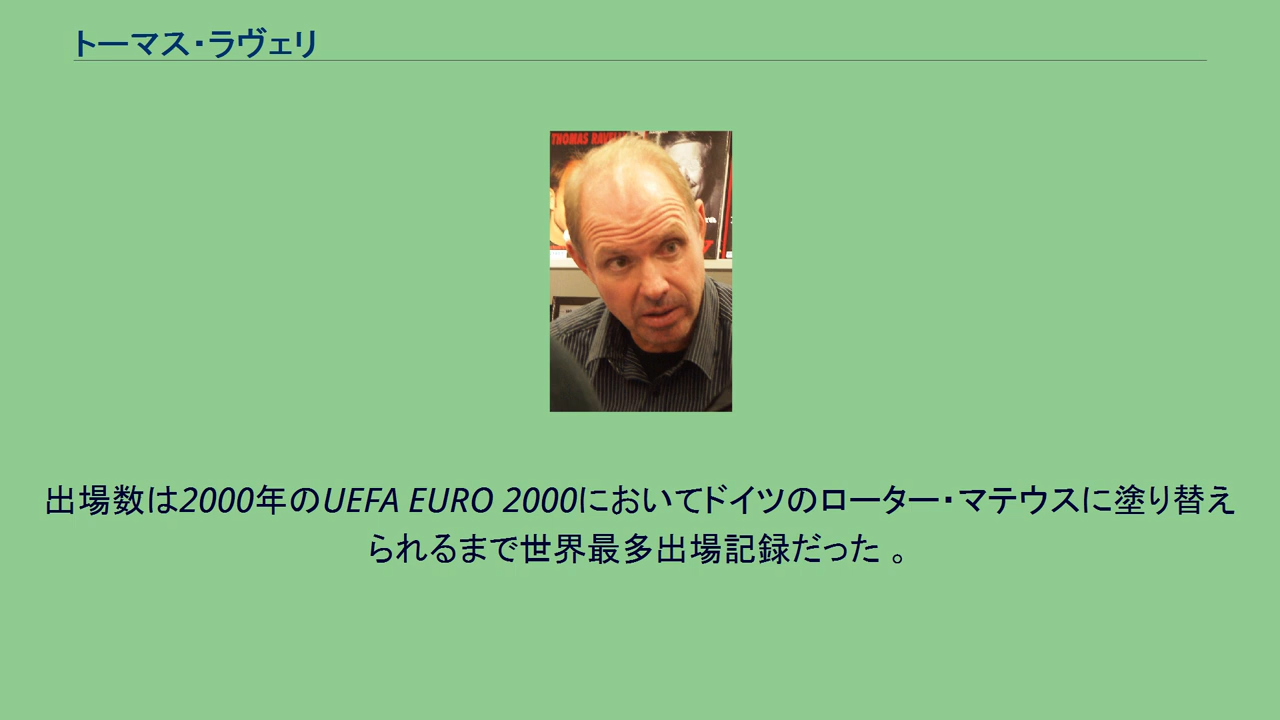 トーマス・ラヴェリ
THOMAS RAVELLI
出場数は2000年のUEFA EURO 2000においてドイツのローター・マテウスに塗り替え
られるまで世界最多出場記録だった 。